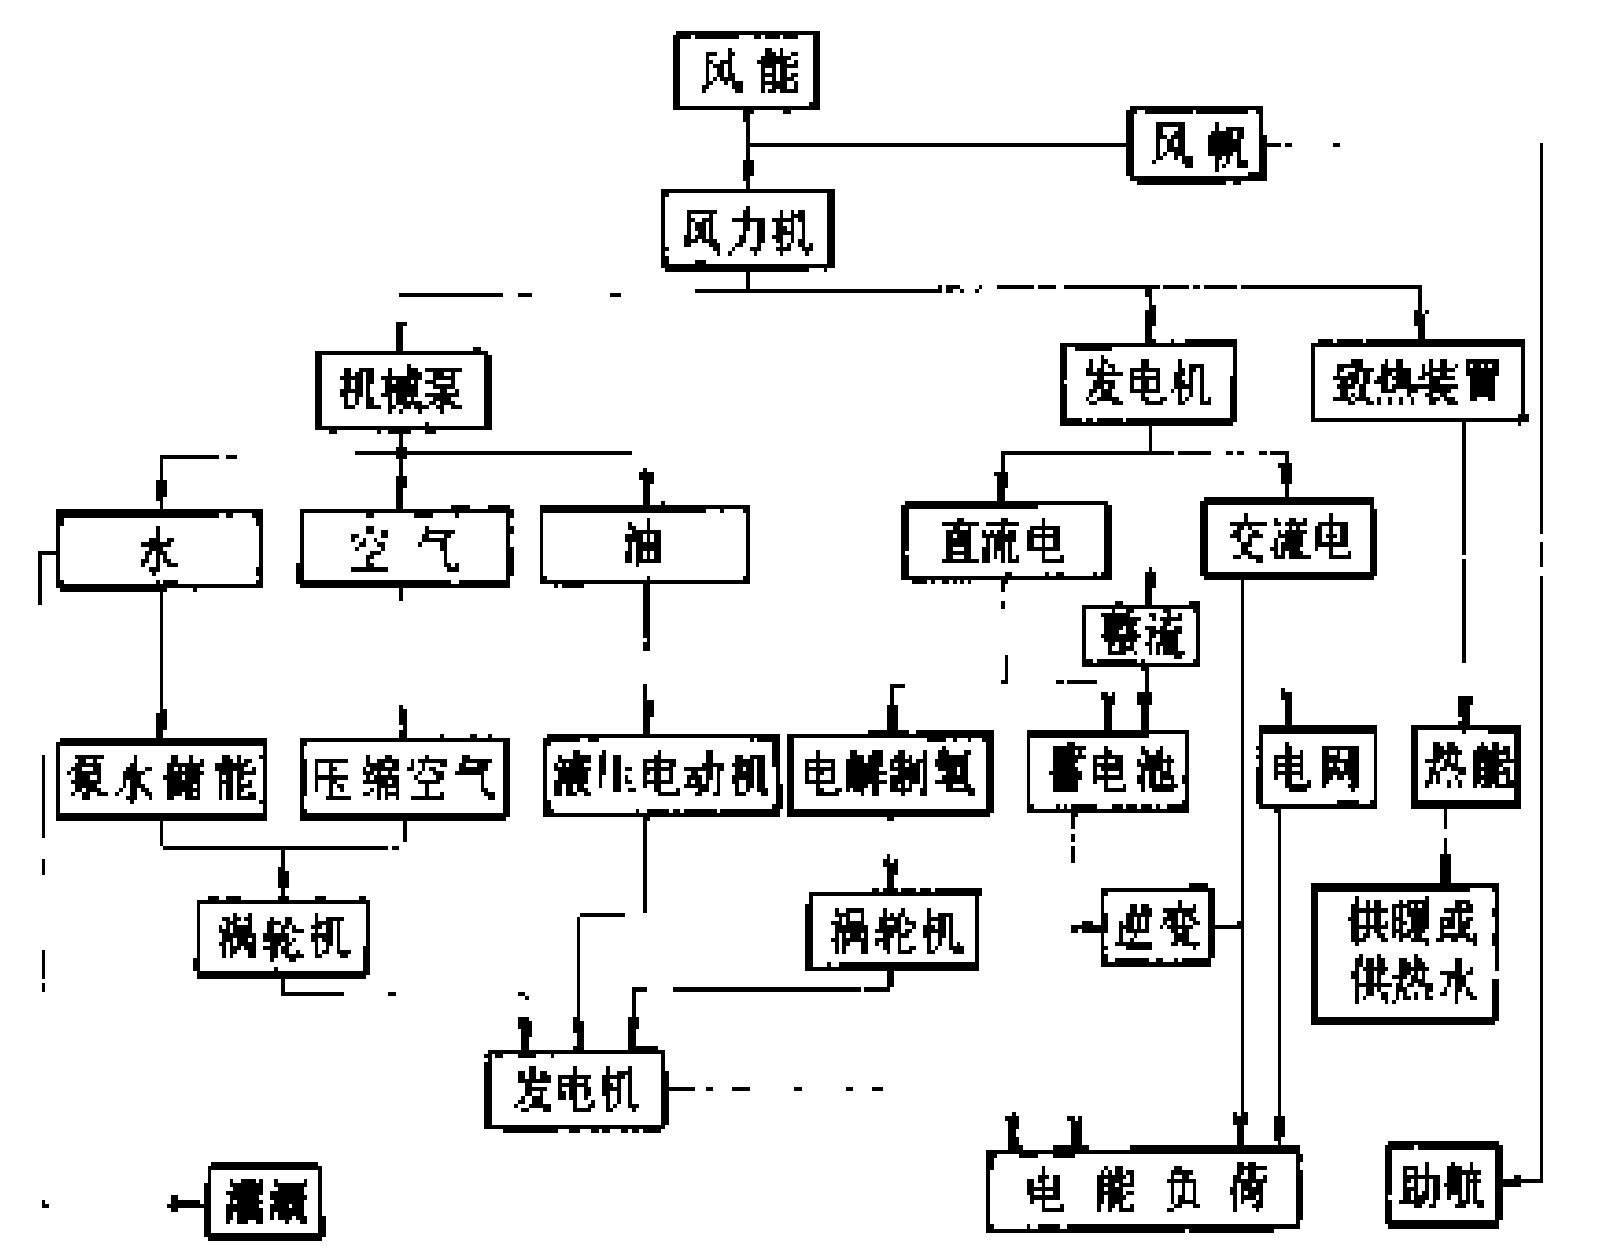 风能
风帆
风力机
机械泵
发电机
致热装置
水
空气
油
直流电
交流电
整流
泵水储能
压缩空气
液压电动机
电解制氢
蓄电池
电网
热能
涡轮机
涡轮机
逆变
供暖或
供热水
发电机
电能负荷
助航
灌溉